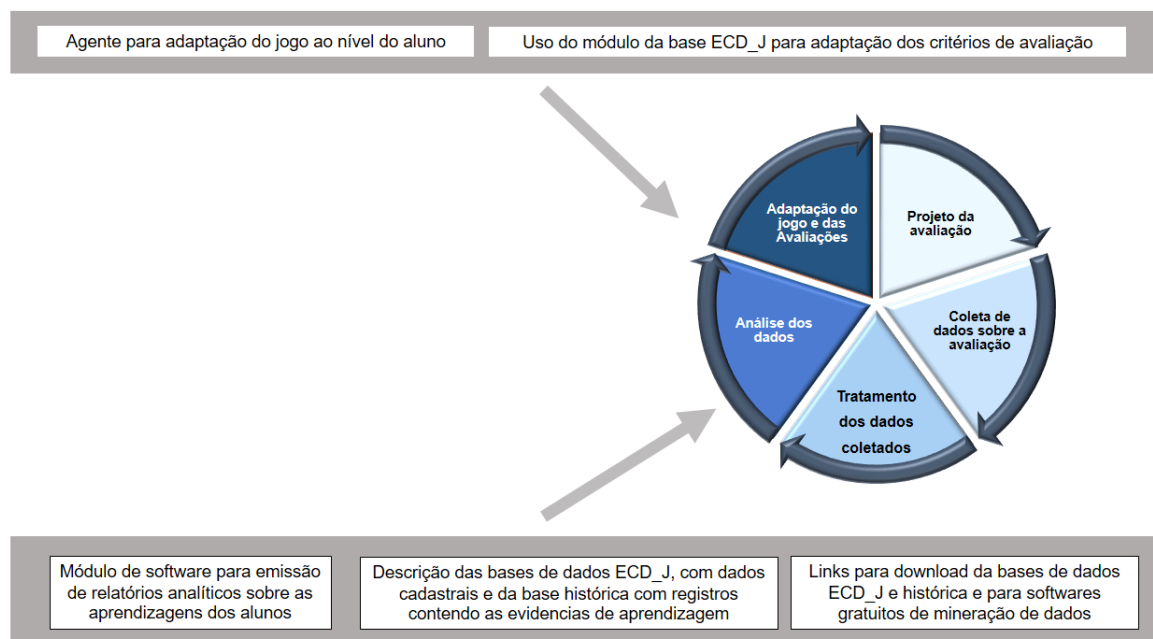 Agente para adaptação do jogo ao nível do aluno
Uso do módulo da base ECD_J para adaptação dos critérios de avaliação
Adaptação do
jogo e das
Avaliações
Projeto da
avaliação
Análise dos
dados
Coleta de
dados sobre a
avaliação
Tratamento
dos dados
coletados
Módulo de software para emissão
de relatórios analíticos sobre as
aprendizagens dos alunos
Descrição das bases de dados ECD_J, com dados
cadastrais e da base histórica com registros
contendo as evidencias de aprendizagem
Links para download da bases de dados
ECD_J e histórica e para softwares
gratuitos de mineração de dados